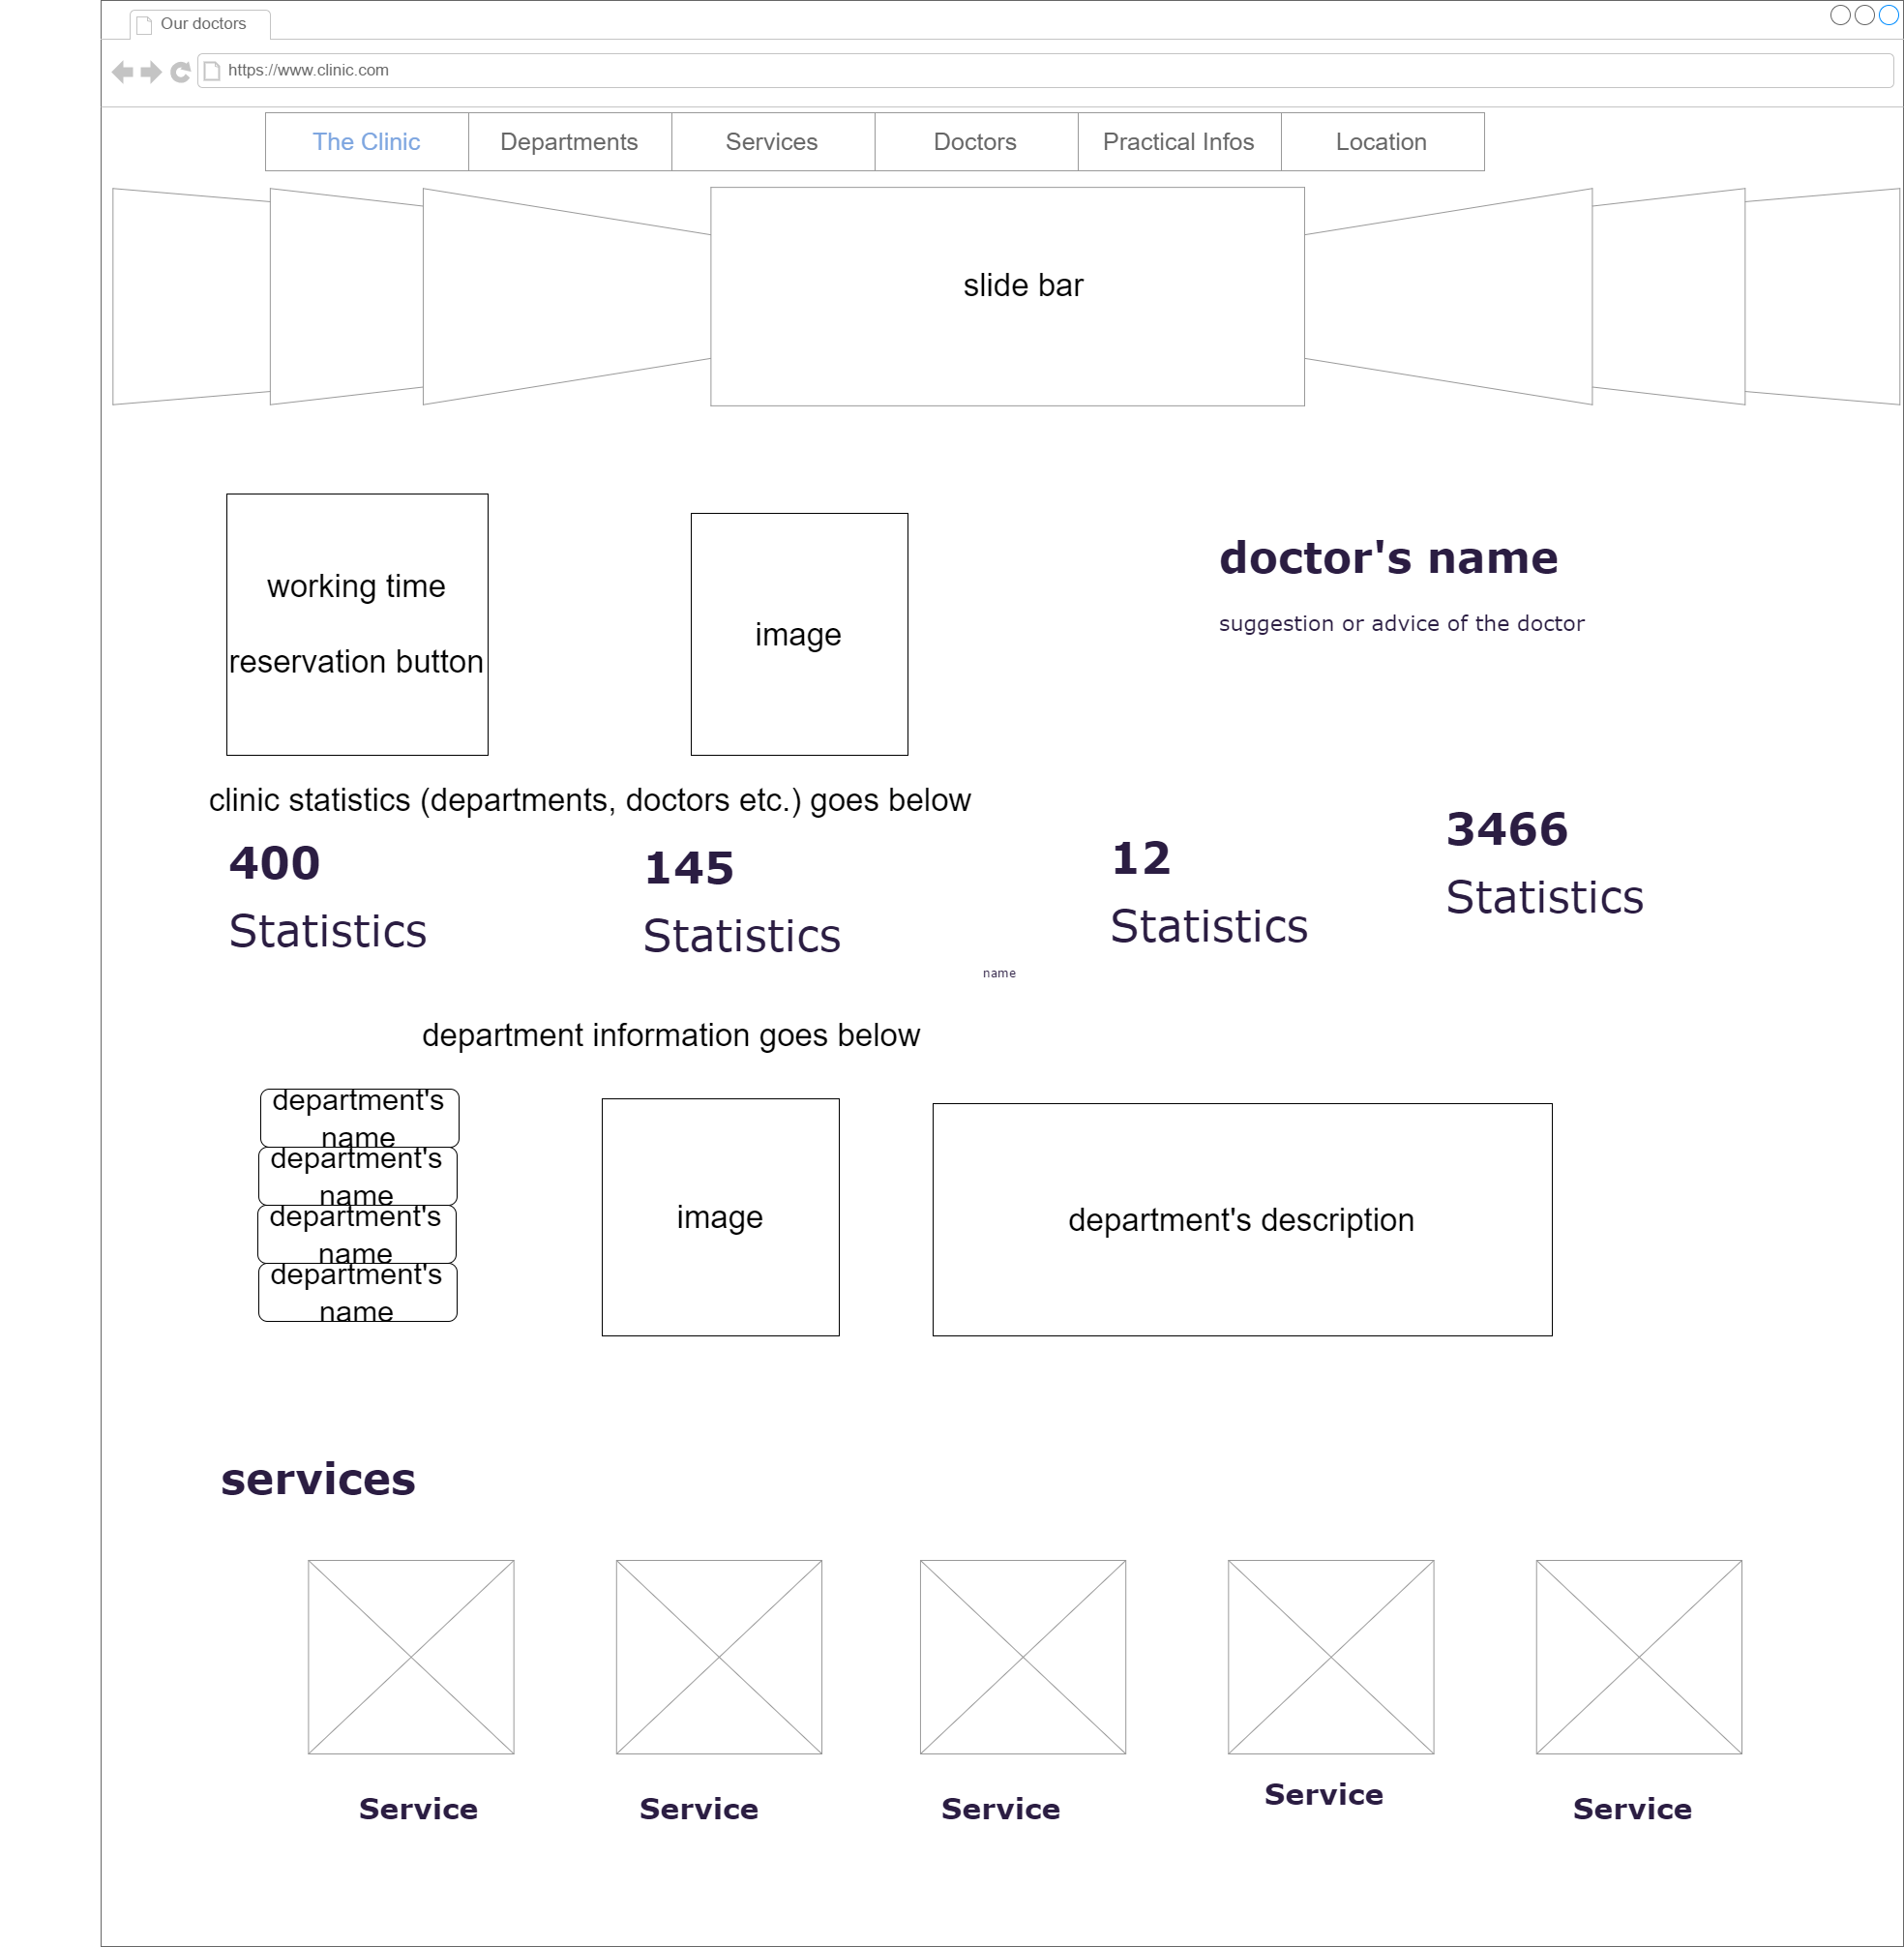 Our doctors
https://www.clinic.com
The Clinic
Departments
Services
Doctors
Practical Infos
Location
slide bar
working time
reservation button
image
doctor's name
suggestion or advice of the doctor
clinic statistics (departments, doctors etc.) goes below
400
Statistics
145
Statistics
12
Statistics
3466
Statistics
name
department information goes below
department's
name
department's
name
department's
name
department's
name
image
department's description
services
Service
Service
Service
Service
Service